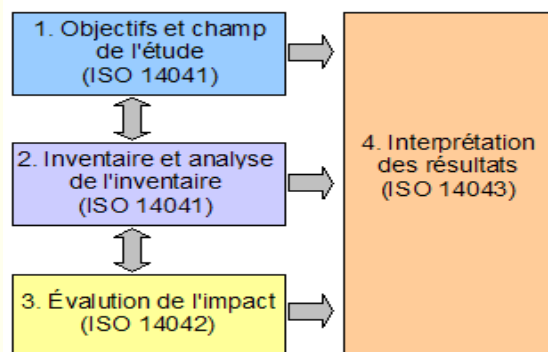 1. Objectifs et champ
de l'étude
(ISO 14041)
2. Inventaire et analyse
de l'inventaire
(ISO 14041)
3. Évalution de l'impact
(ISO 14042)
4. Interprétation
des résultats
(ISO 14043)